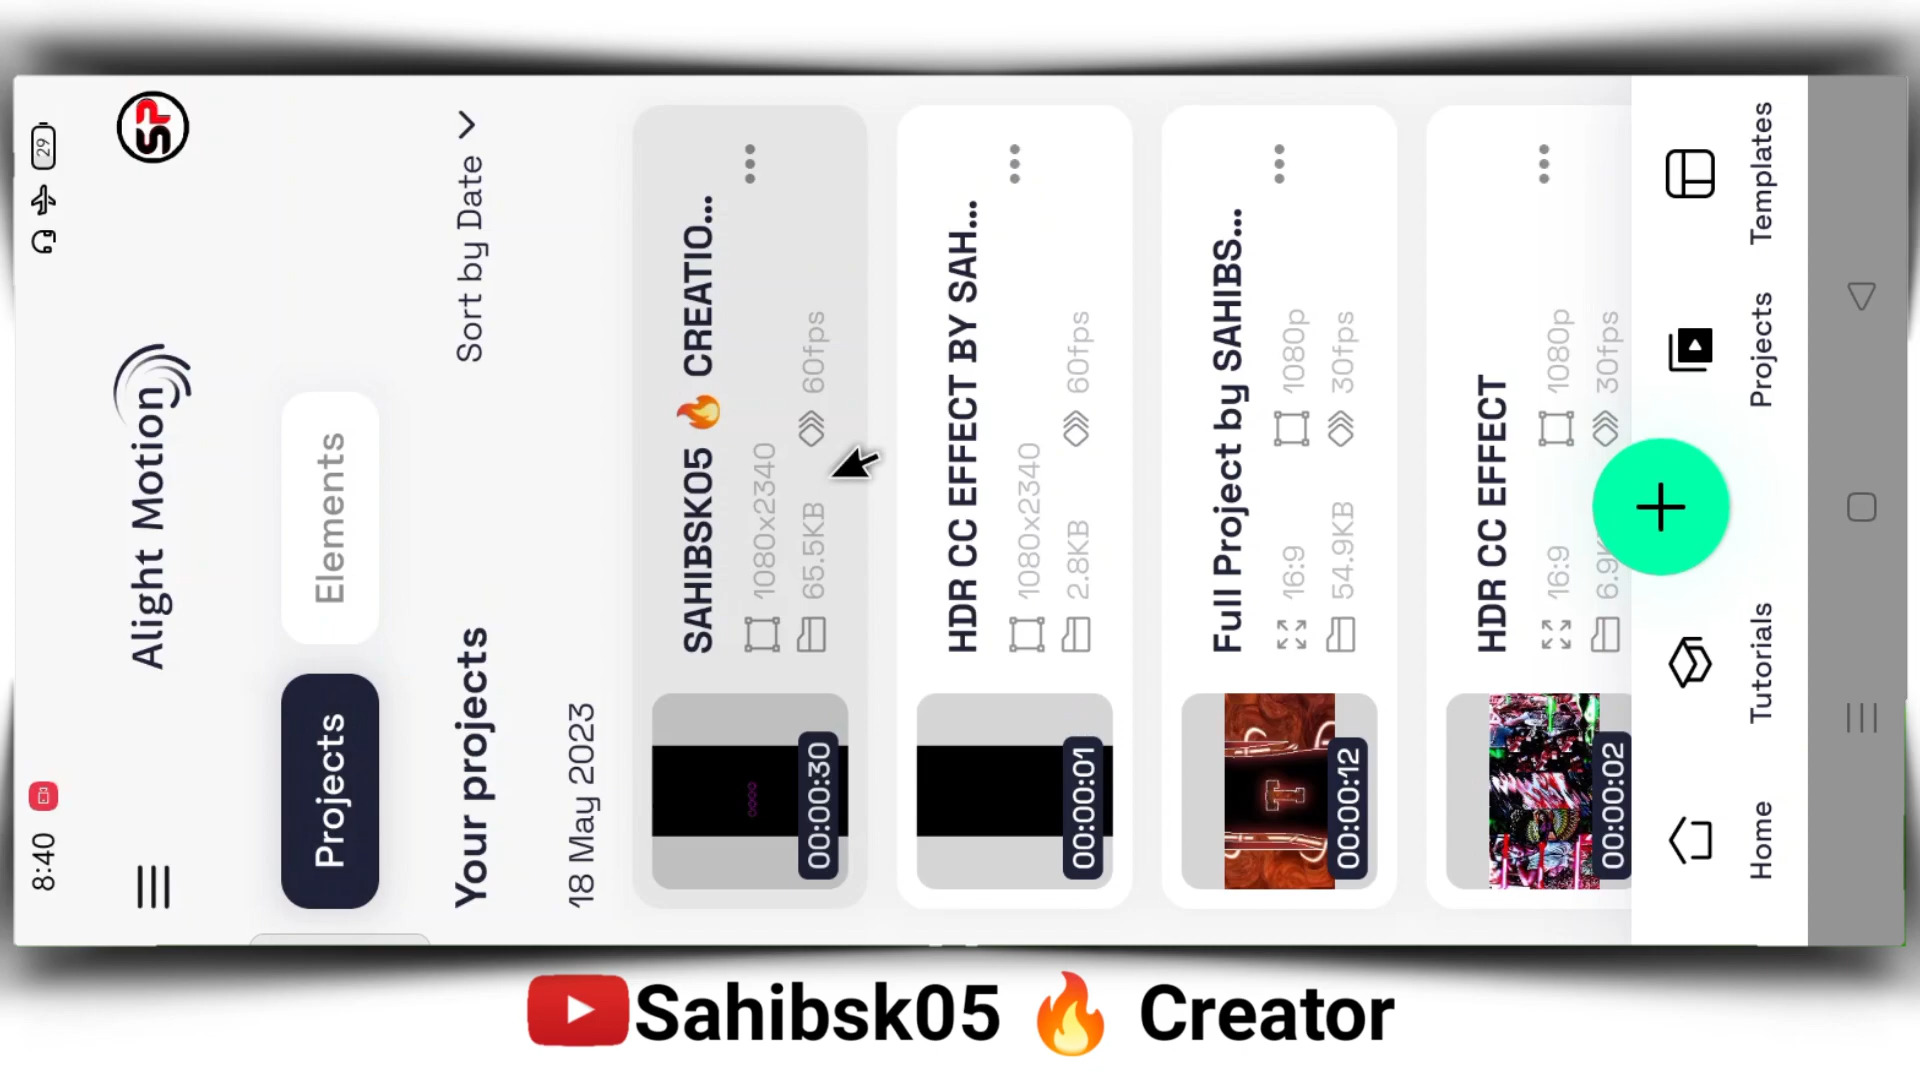 8:40
29
Alight Motion
SP
Projects
Elements
Your projects
Sort by Date
18 May 2023
SAHIBSK05 🔥 CREATIO...
1080x2340
65.5KB
60fps
00:00:30
HDR CC EFFECT BY SAH...
1080x2340
2.8KB
60fps
00:00:01
Full Project by SAHIBS...
16:9
1080p
54.9KB
30fps
00:00:12
T
HDR CC EFFECT
16:9
1080p
30fps
00:00:02
Home
Tutorials
Projects
Templates
Sahibsk05 🔥 Creator